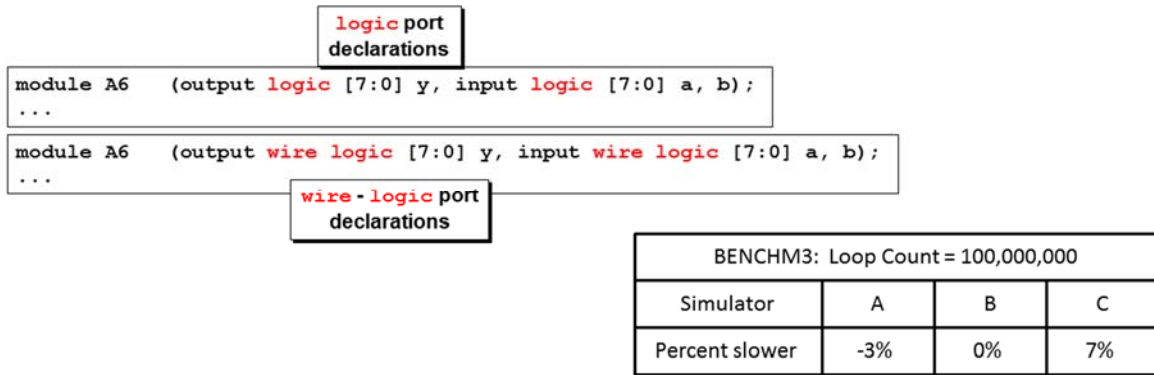 logic port
declarations
module A6   (output logic [7:0] y, input logic [7:0] a, b);
...
module A6   (output wire logic [7:0] y, input wire logic [7:0] a, b);
...
wire - logic port
declarations
BENCHM3: Loop Count = 100,000,000
Simulator A B C
Percent slower -3% 0% 7%